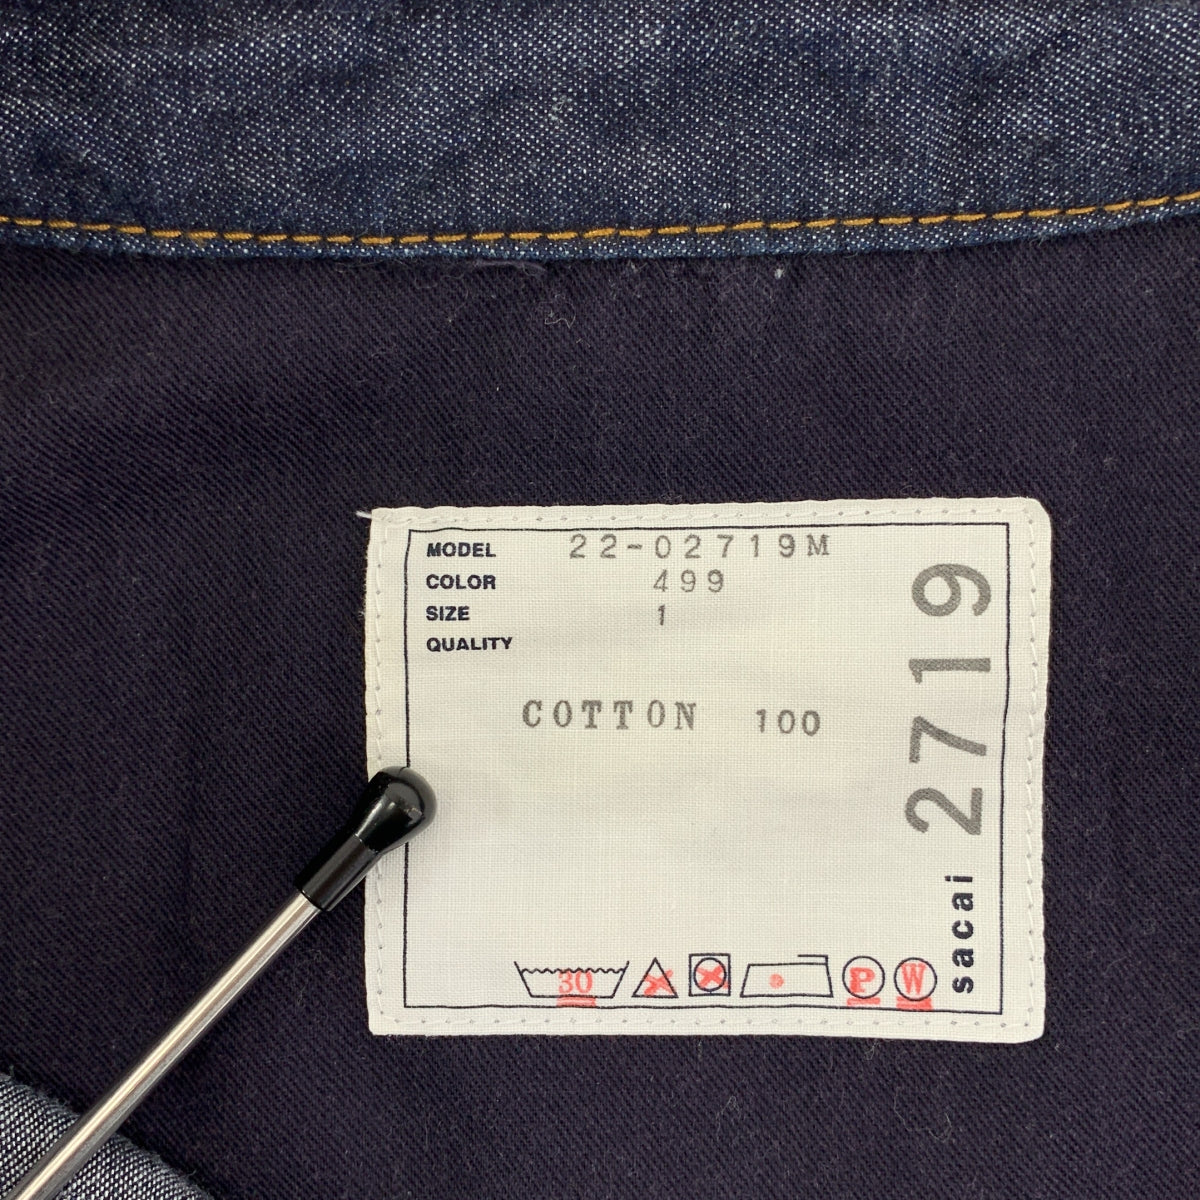 MODEL 22-02719M
COLOR 499
SIZE 1
QUALITY
COTTON 100
30 P W
sacai 2719